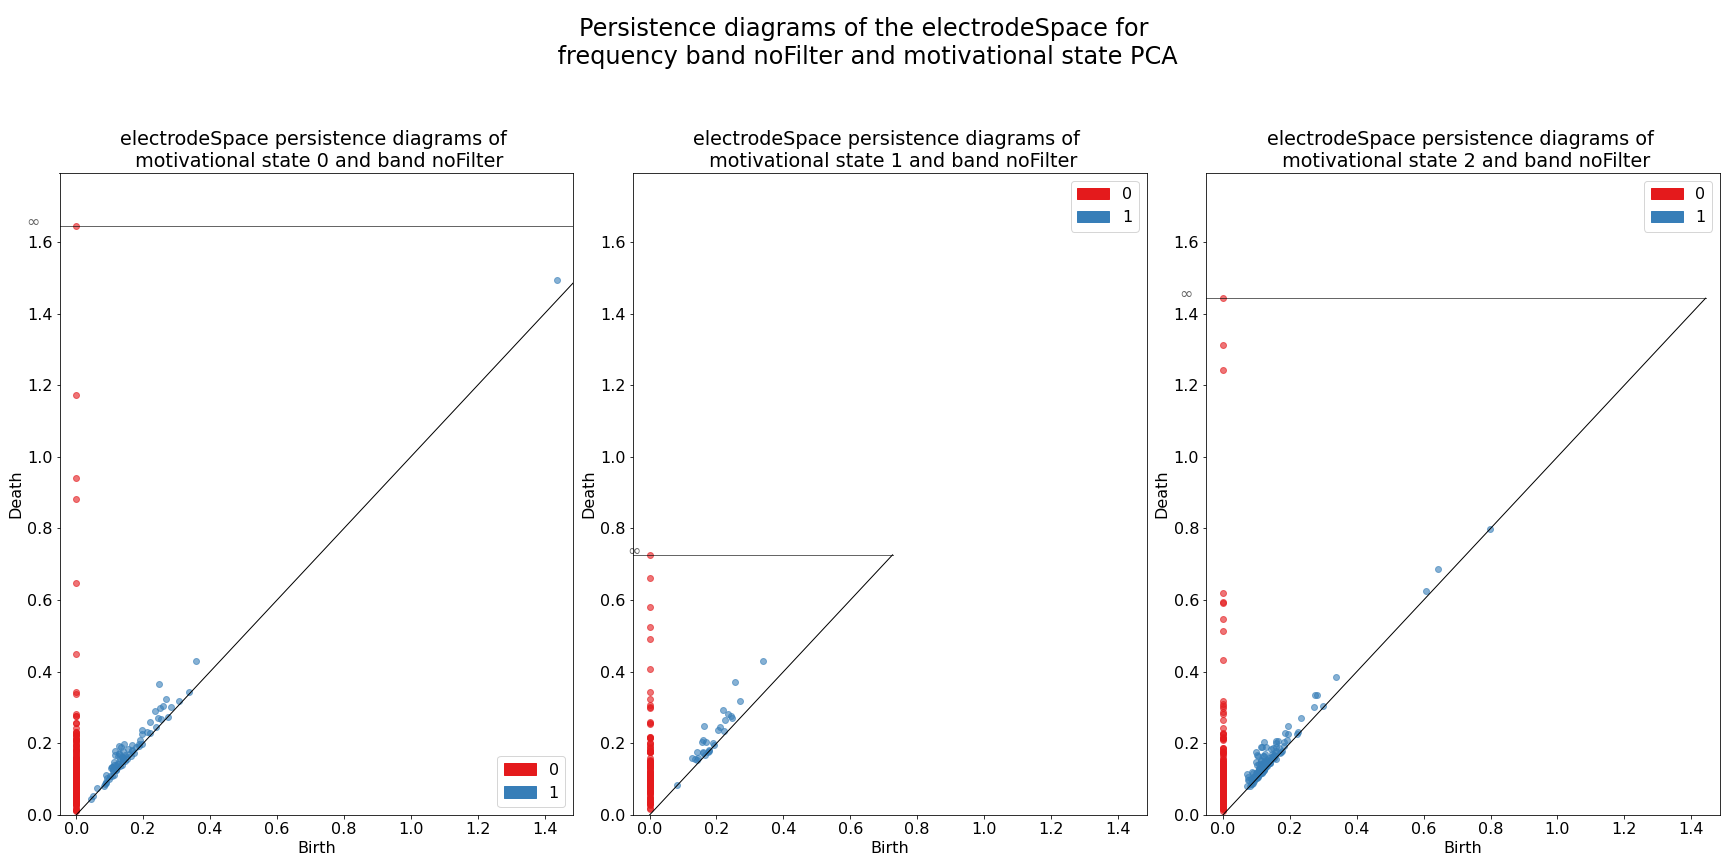 Persistence diagrams of the electrodeSpace for
frequency band noFilter and motivational state PCA
electrodeSpace persistence diagrams of
motivational state 0 and band noFilter
∞
1.6
1.4
1.2
1.0
0.8
0.6
0.4
0.2
0.0
Death
0.0 0.2 0.4 0.6 0.8 1.0 1.2 1.4
Birth
0
1
electrodeSpace persistence diagrams of
motivational state 1 and band noFilter
0
1
1.6
1.4
1.2
1.0
0.8
∞
0.6
0.4
0.2
0.0
Death
0.0 0.2 0.4 0.6 0.8 1.0 1.2 1.4
Birth
electrodeSpace persistence diagrams of
motivational state 2 and band noFilter
0
1
1.6
∞
1.4
1.2
1.0
0.8
0.6
0.4
0.2
0.0
Death
0.0 0.2 0.4 0.6 0.8 1.0 1.2 1.4
Birth